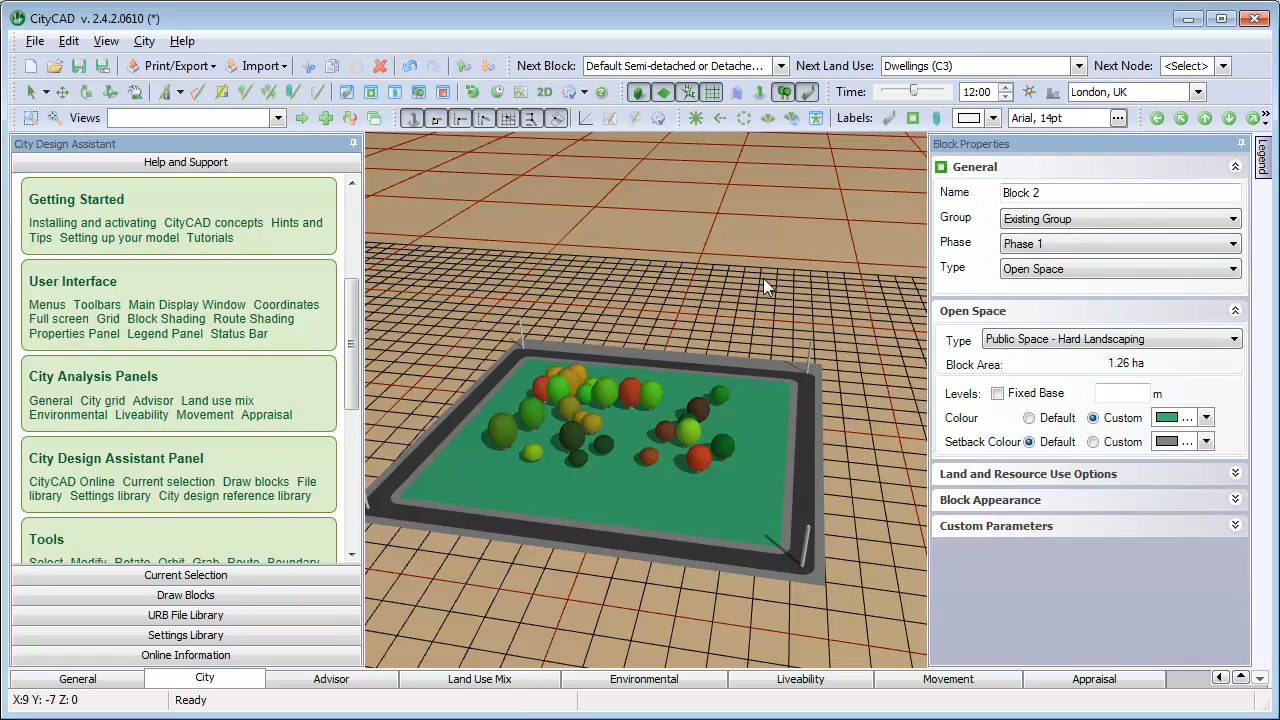 CityCAD v. 2.4.2.0610 (*)
File Edit View City Help
Print/Export Import Next Block: Default Semi-detached or Detache... Next Land Use: Dwellings (C3) Next Node: <Select>
2D Time: 12:00 London, UK
Views Labels: Arial, 14pt ...
City Design Assistant
Help and Support
Getting Started
Installing and activating CityCAD concepts Hints and
Tips Setting up your model Tutorials
User Interface
Menus Toolbars Main Display Window Coordinates
Full screen Grid Block Shading Route Shading
Properties Panel Legend Panel Status Bar
City Analysis Panels
General City grid Advisor Land use mix
Environmental Liveability Movement Appraisal
City Design Assistant Panel
CityCAD Online Current selection Draw blocks File
library Settings library City design reference library
Tools
Select Modify Rotate Orbit Grab Route Boundary
Current Selection
Draw Blocks
URB File Library
Settings Library
Online Information
Block Properties
General
Name Block 2
Group Existing Group
Phase Phase 1
Type Open Space
Open Space
Type Public Space - Hard Landscaping
Block Area: 1.26 ha
Levels: Fixed Base m
Colour Default Custom ...
Setback Colour Default Custom ...
Land and Resource Use Options
Block Appearance
Custom Parameters
Legend
General City Advisor Land Use Mix Environmental Liveability Movement Appraisal
X:9 Y: -7 Z: 0 Ready